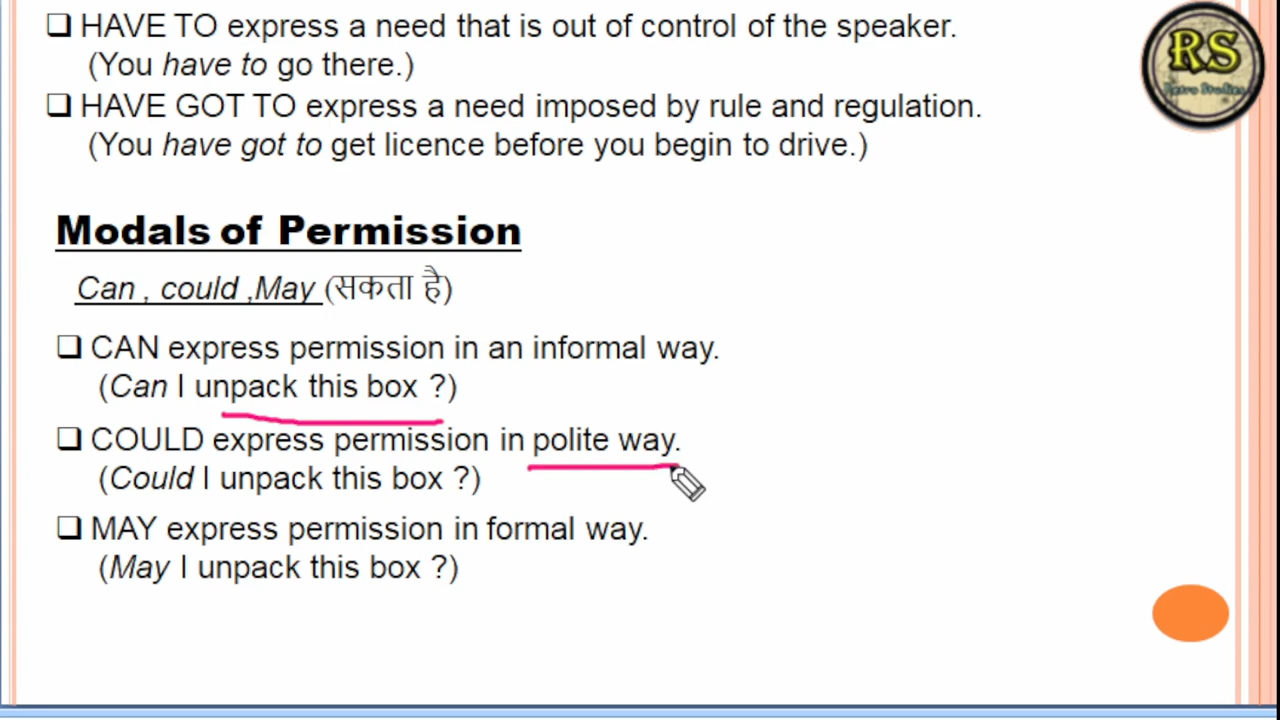 ❑ HAVE TO express a need that is out of control of the speaker.
(You have to go there.)
❑ HAVE GOT TO express a need imposed by rule and regulation.
(You have got to get licence before you begin to drive.)
RS
Retro Studies
Modals of Permission
Can , could ,May (सकता है)
❑ CAN express permission in an informal way.
(Can I unpack this box ?)
❑ COULD express permission in polite way.
(Could I unpack this box ?)
❑ MAY express permission in formal way.
(May I unpack this box ?)